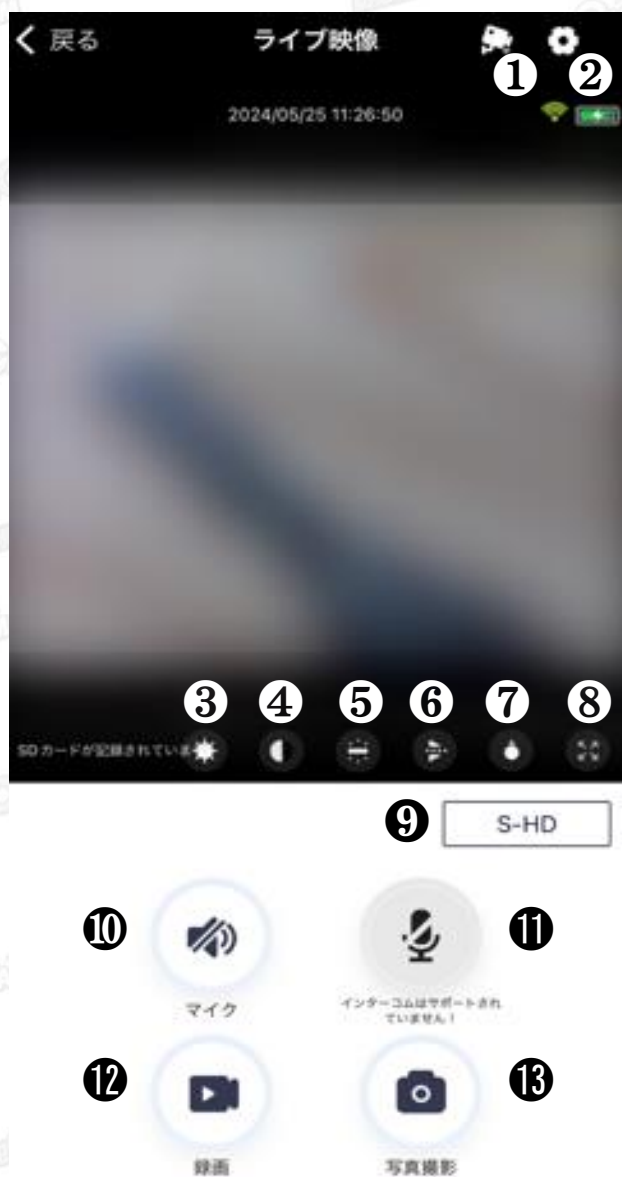 戻る ライブ映像
❶ ❷
2024/05/25 11:26:50
❸ ❹ ❺ ❻ ❼ ❽
SDカードが記録されていま
❾ S-HD
❿ ⓫
マイク
インターコムはサポートされ
ていません！
⓬ ⓭
録画 写真撮影